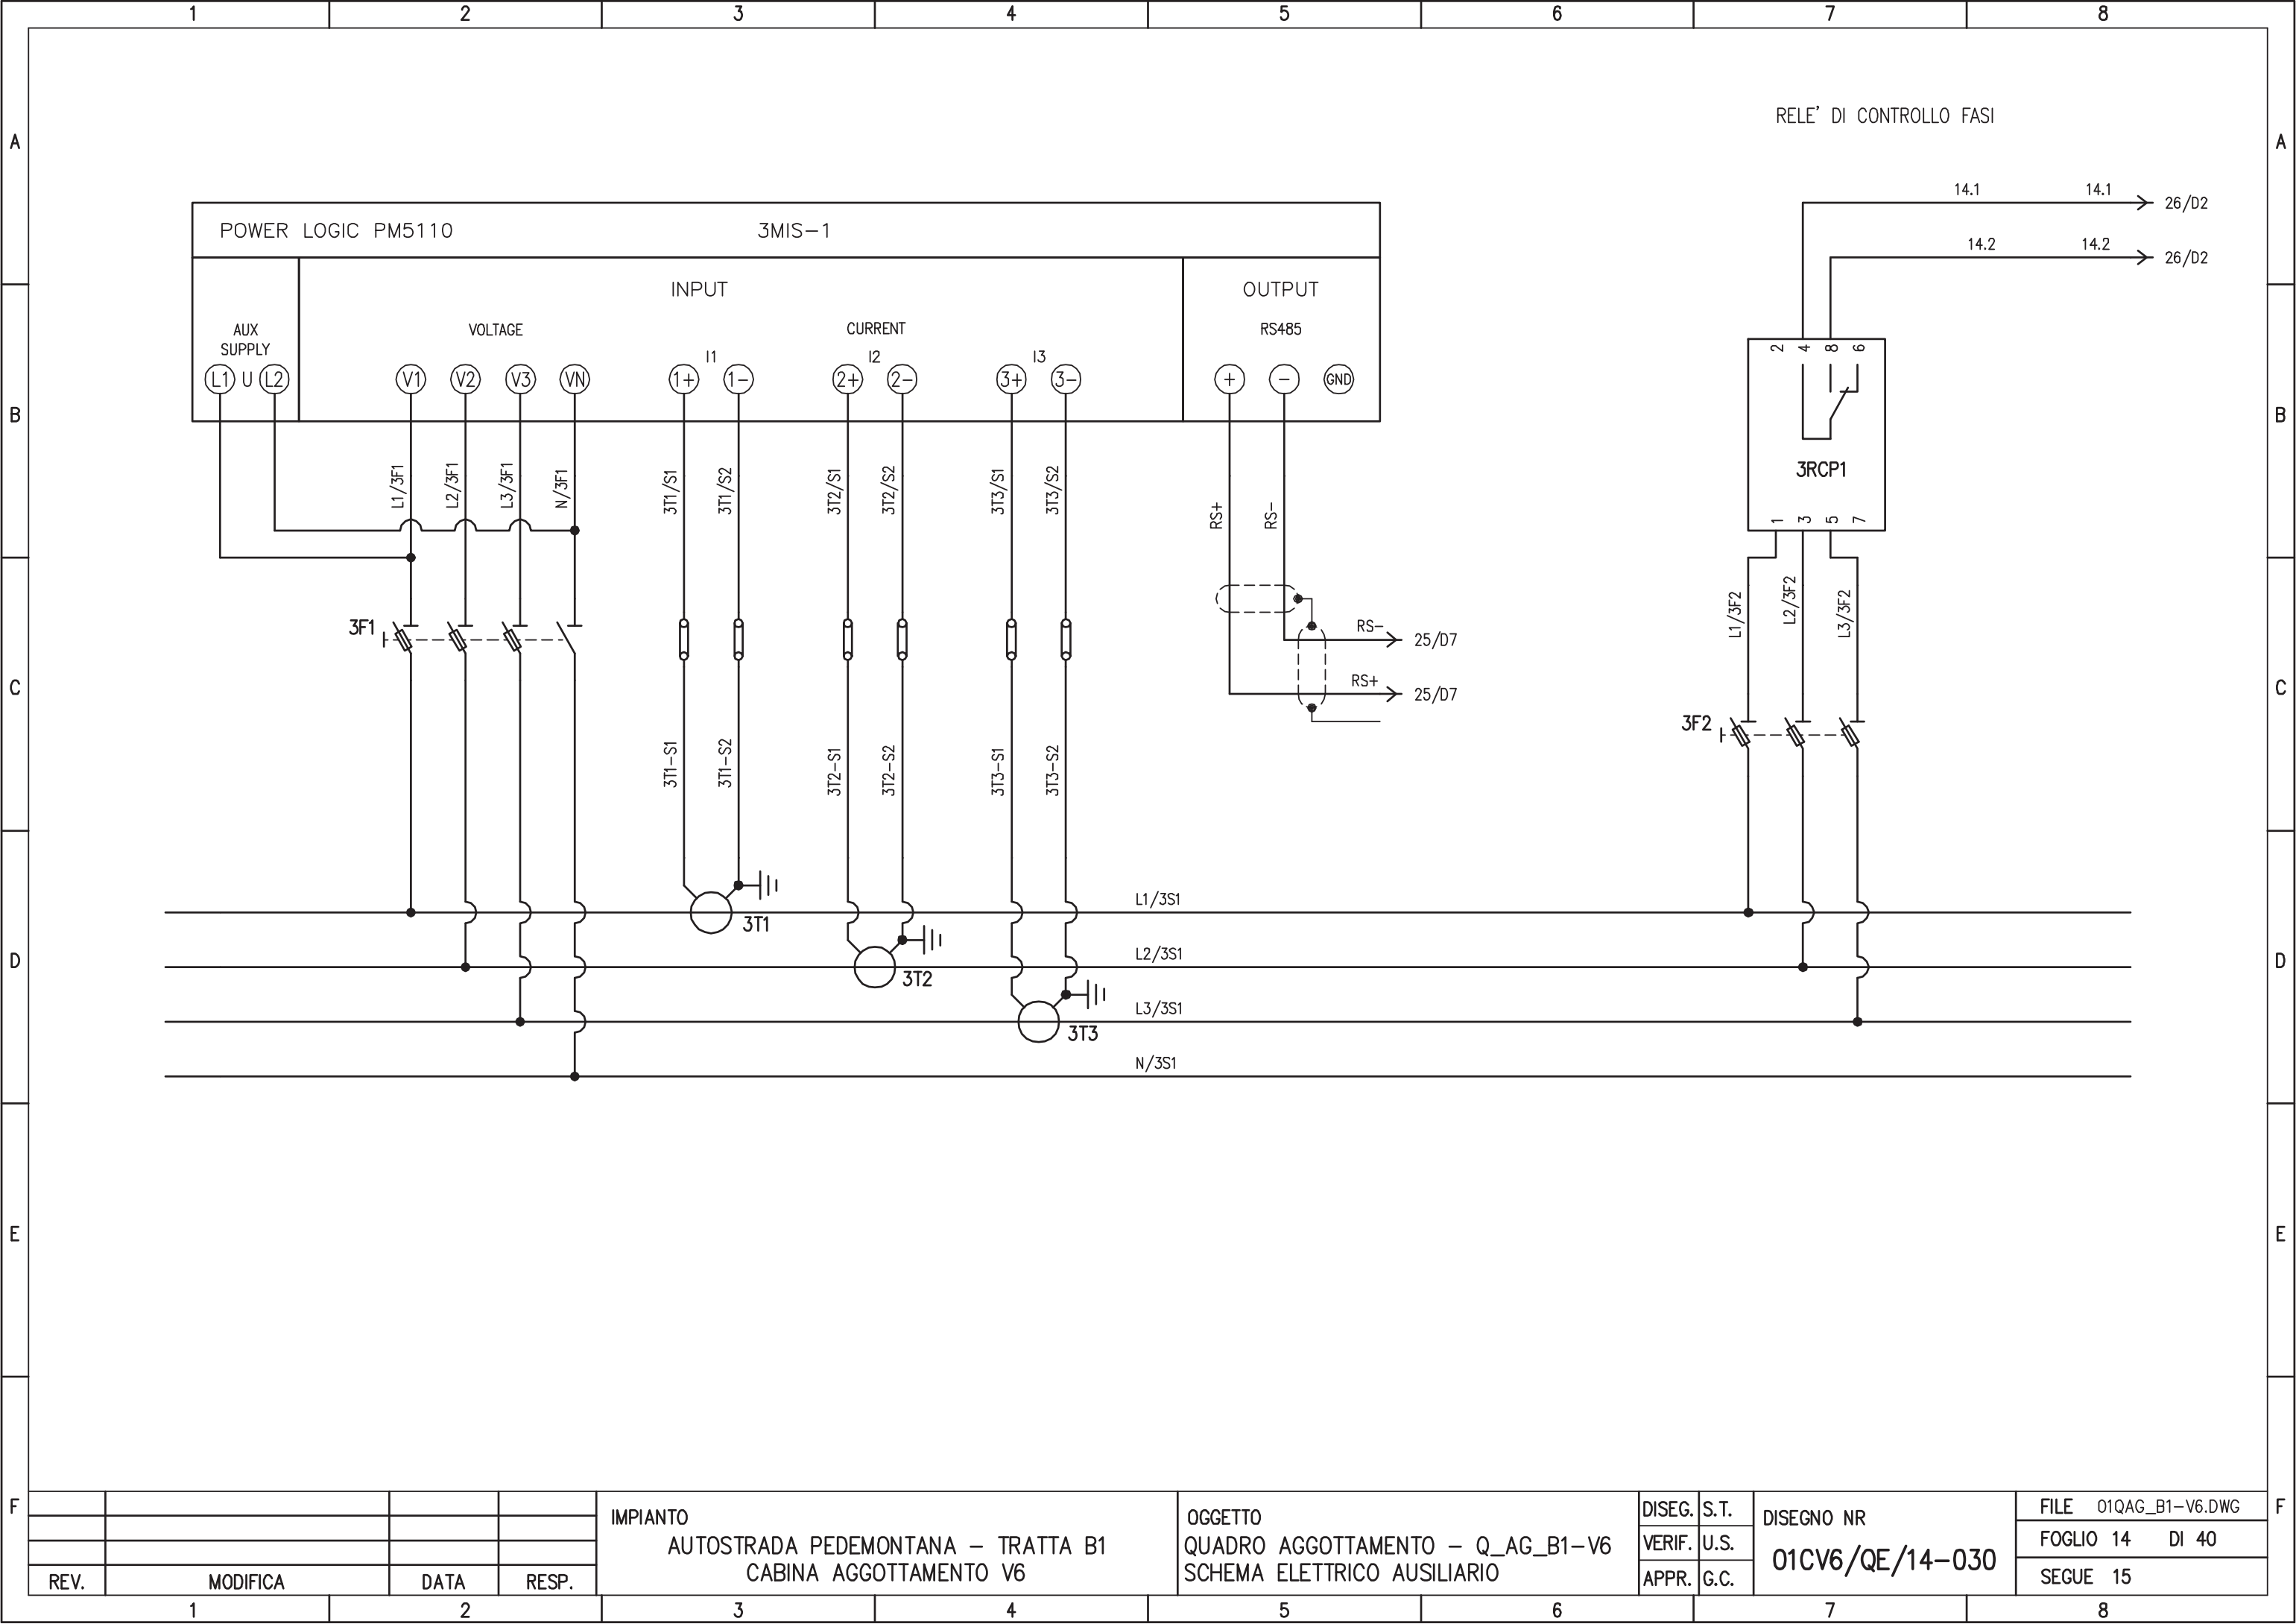 1 2 3 4 5 6 7 8
A A
RELE' DI CONTROLLO FASI
14.1 14.1 26/D2
POWER LOGIC PM5110 3MIS-1
14.2 14.2 26/D2
INPUT OUTPUT
AUX SUPPLY
VOLTAGE CURRENT RS485
I1 I2 I3
L1 U L2 V1 V2 V3 VN 1+ 1- 2+ 2- 3+ 3- + - GND
2 4 8 6
B B
3RCP1
1 3 5 7
L1/3F1 L2/3F1 L3/3F1 N/3F1 3T1/S1 3T1/S2 3T2/S1 3T2/S2 3T3/S1 3T3/S2 RS+ RS-
L1/3F2 L2/3F2 L3/3F2
3F1
RS- 25/D7
C C
RS+ 25/D7
3F2
3T1-S1 3T1-S2 3T2-S1 3T2-S2 3T3-S1 3T3-S2
L1/3S1
3T1
L2/3S1
D D
3T2
L3/3S1
3T3
N/3S1
E E
F F
REV. MODIFICA DATA RESP.
IMPIANTO
AUTOSTRADA PEDEMONTANA - TRATTA B1
CABINA AGGOTTAMENTO V6
OGGETTO
QUADRO AGGOTTAMENTO - Q_AG_B1-V6
SCHEMA ELETTRICO AUSILIARIO
DISEG. S.T.
VERIF. U.S.
APPR. G.C.
DISEGNO NR
01CV6/QE/14-030
FILE 01QAG_B1-V6.DWG
FOGLIO 14 DI 40
SEGUE 15
1 2 3 4 5 6 7 8